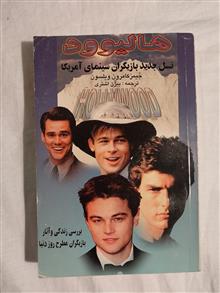 هالیوود
نسل جدید بازیگران سینمای آمریکا
جیمز کامرون ویلسون
ترجمه: بیژن اشتری
HOLLYWOOD
بررسی زندگی و آثار
بازیگران مطرح روز دنیا